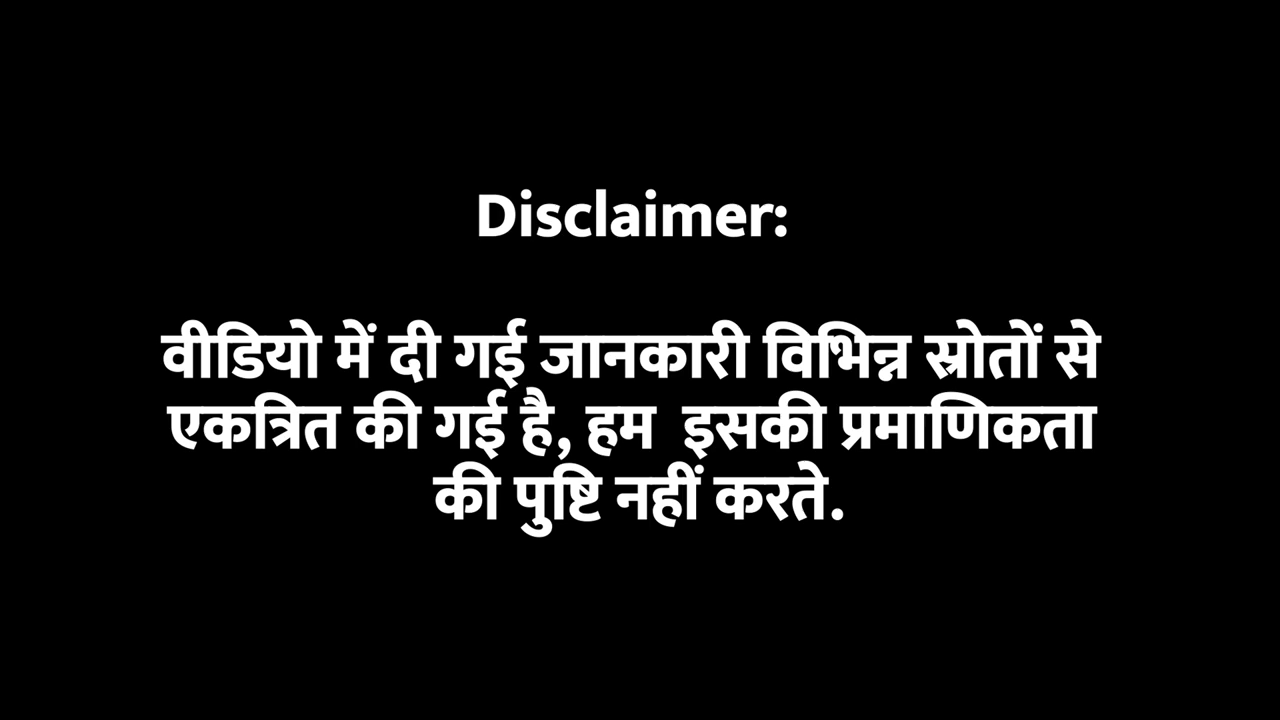 Disclaimer:
वीडियो में दी गई जानकारी विभिन्न स्रोतों से
एकत्रित की गई है, हम  इसकी प्रमाणिकता
की पुष्टि नहीं करते.